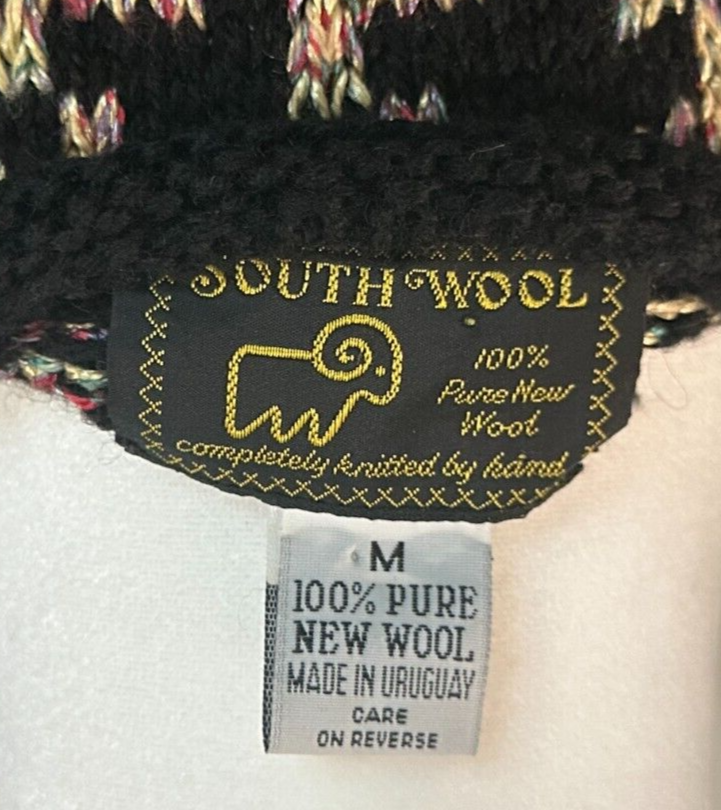 SOUTH WOOL
100%
Pure New
Wool
completely knitted by hand
M
100% PURE
NEW WOOL
MADE IN URUGUAY
CARE
ON REVERSE